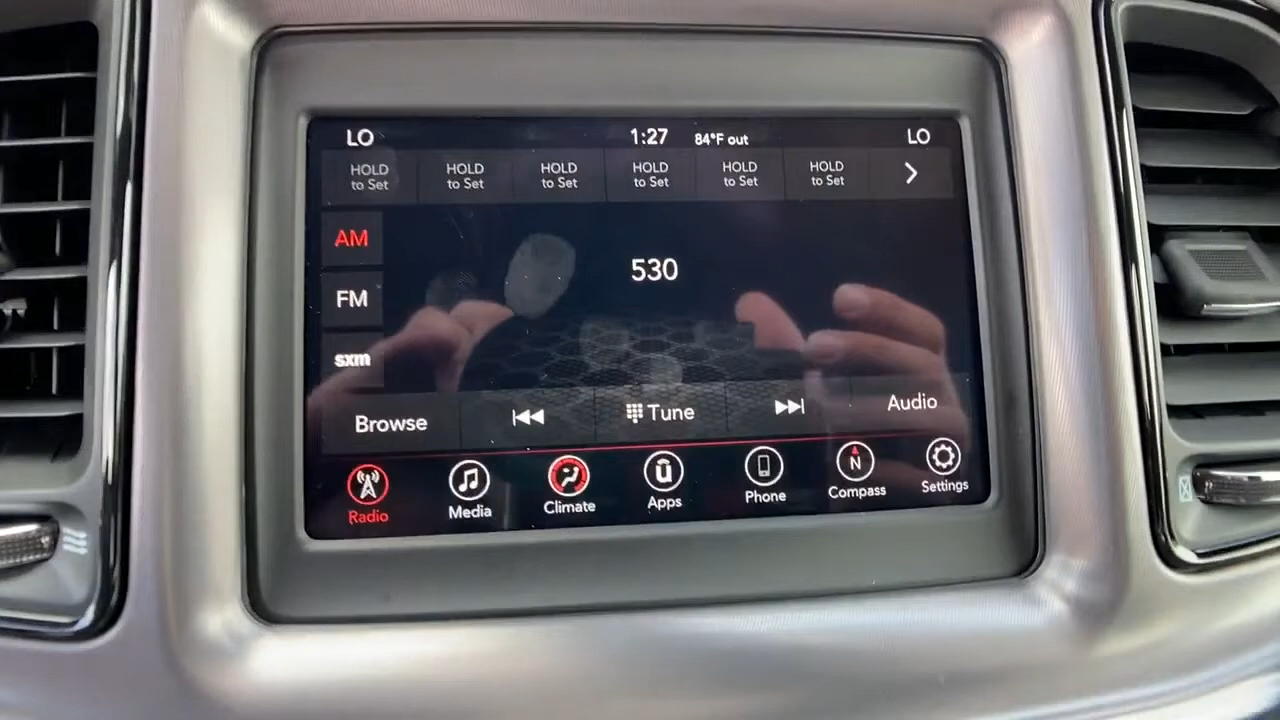 LO 1:27 84°F out LO
HOLD to Set
HOLD to Set
HOLD to Set
HOLD to Set
HOLD to Set
HOLD to Set
AM
530
FM
sxm
Browse Tune Audio
Radio Media Climate Apps Phone N Compass Settings